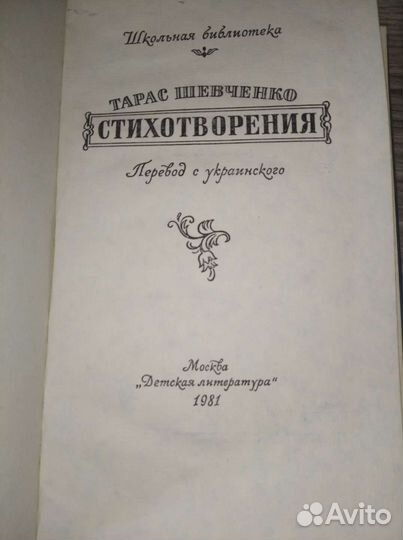 Школьная библиотека
ТАРАС ШЕВЧЕНКО
СТИХОТВОРЕНИЯ
Перевод с украинского
Москва
„Детская литература"
1981
Avito